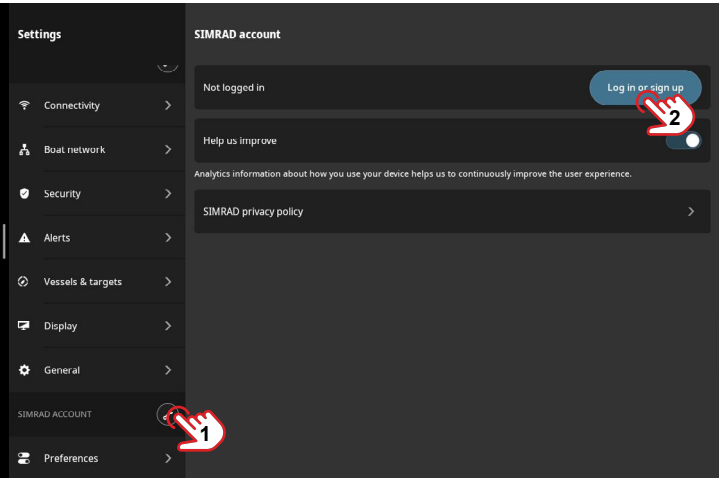 Settings
Connectivity
Boat network
Security
Alerts
Vessels & targets
Display
General
SIMRAD ACCOUNT
1
Preferences
SIMRAD account
Not logged in
Log in or sign up
2
Help us improve
Analytics information about how you use your device helps us to continuously improve the user experience.
SIMRAD privacy policy